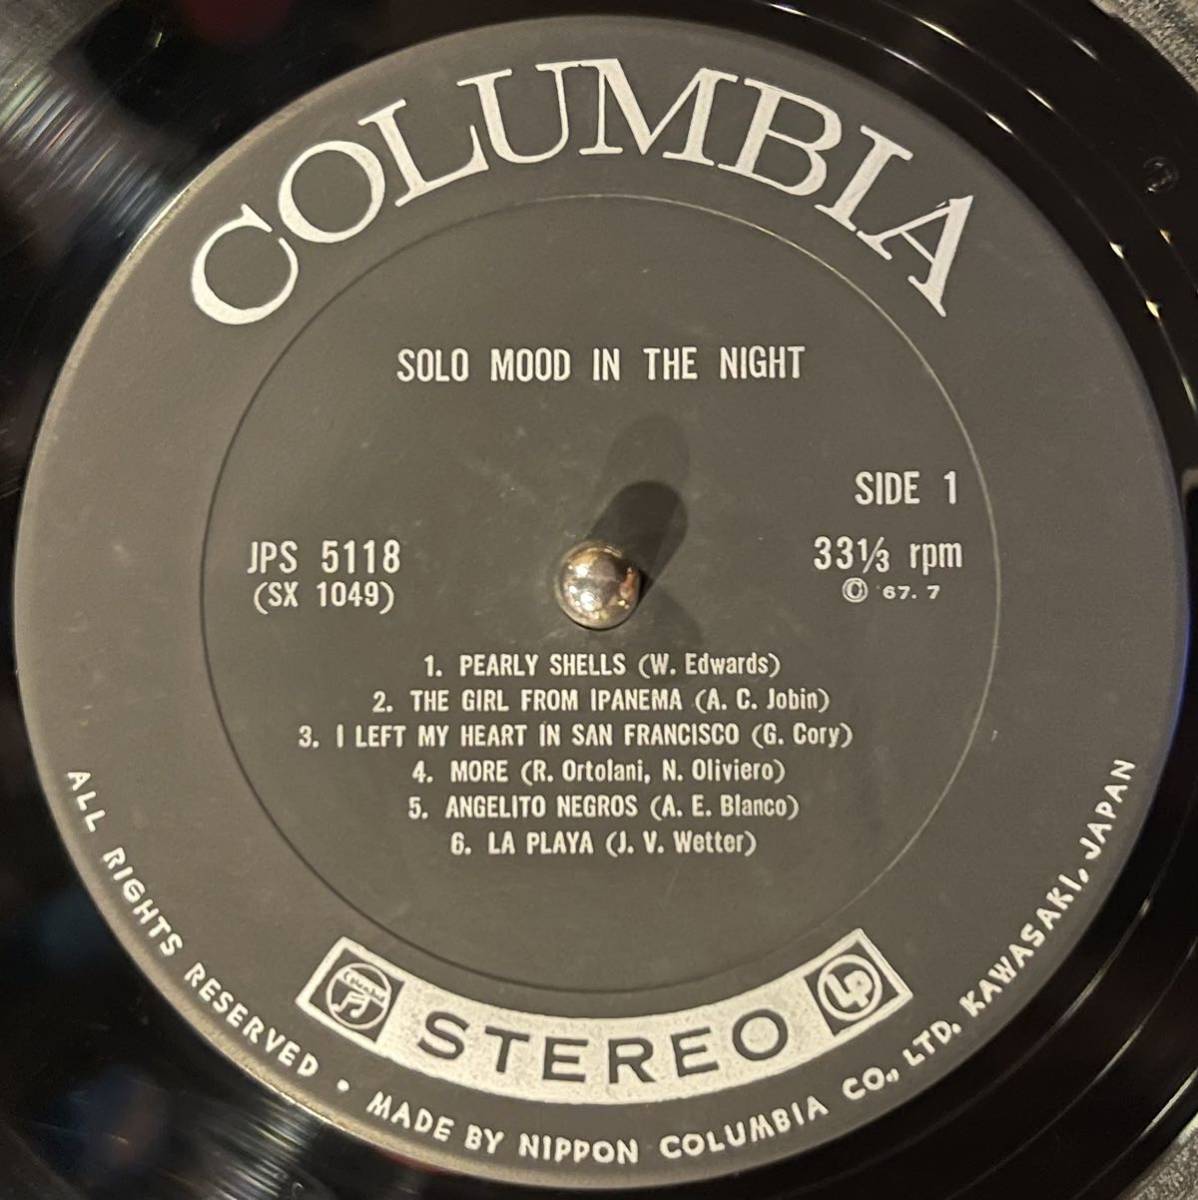 COLUMBIA
SOLO MOOD IN THE NIGHT
SIDE 1
JPS 5118
(SX 1049)
33⅓ rpm
© '67. 7
1. PEARLY SHELLS (W. Edwards)
2. THE GIRL FROM IPANEMA (A. C. Jobin)
3. I LEFT MY HEART IN SAN FRANCISCO (G. Cory)
4. MORE (R. Ortolani, N. Oliviero)
5. ANGELITO NEGROS (A. E. Blanco)
6. LA PLAYA (J. V. Wetter)
STEREO
LP
ALL RIGHTS RESERVED • MADE BY NIPPON COLUMBIA CO., LTD. KAWASAKI, JAPAN